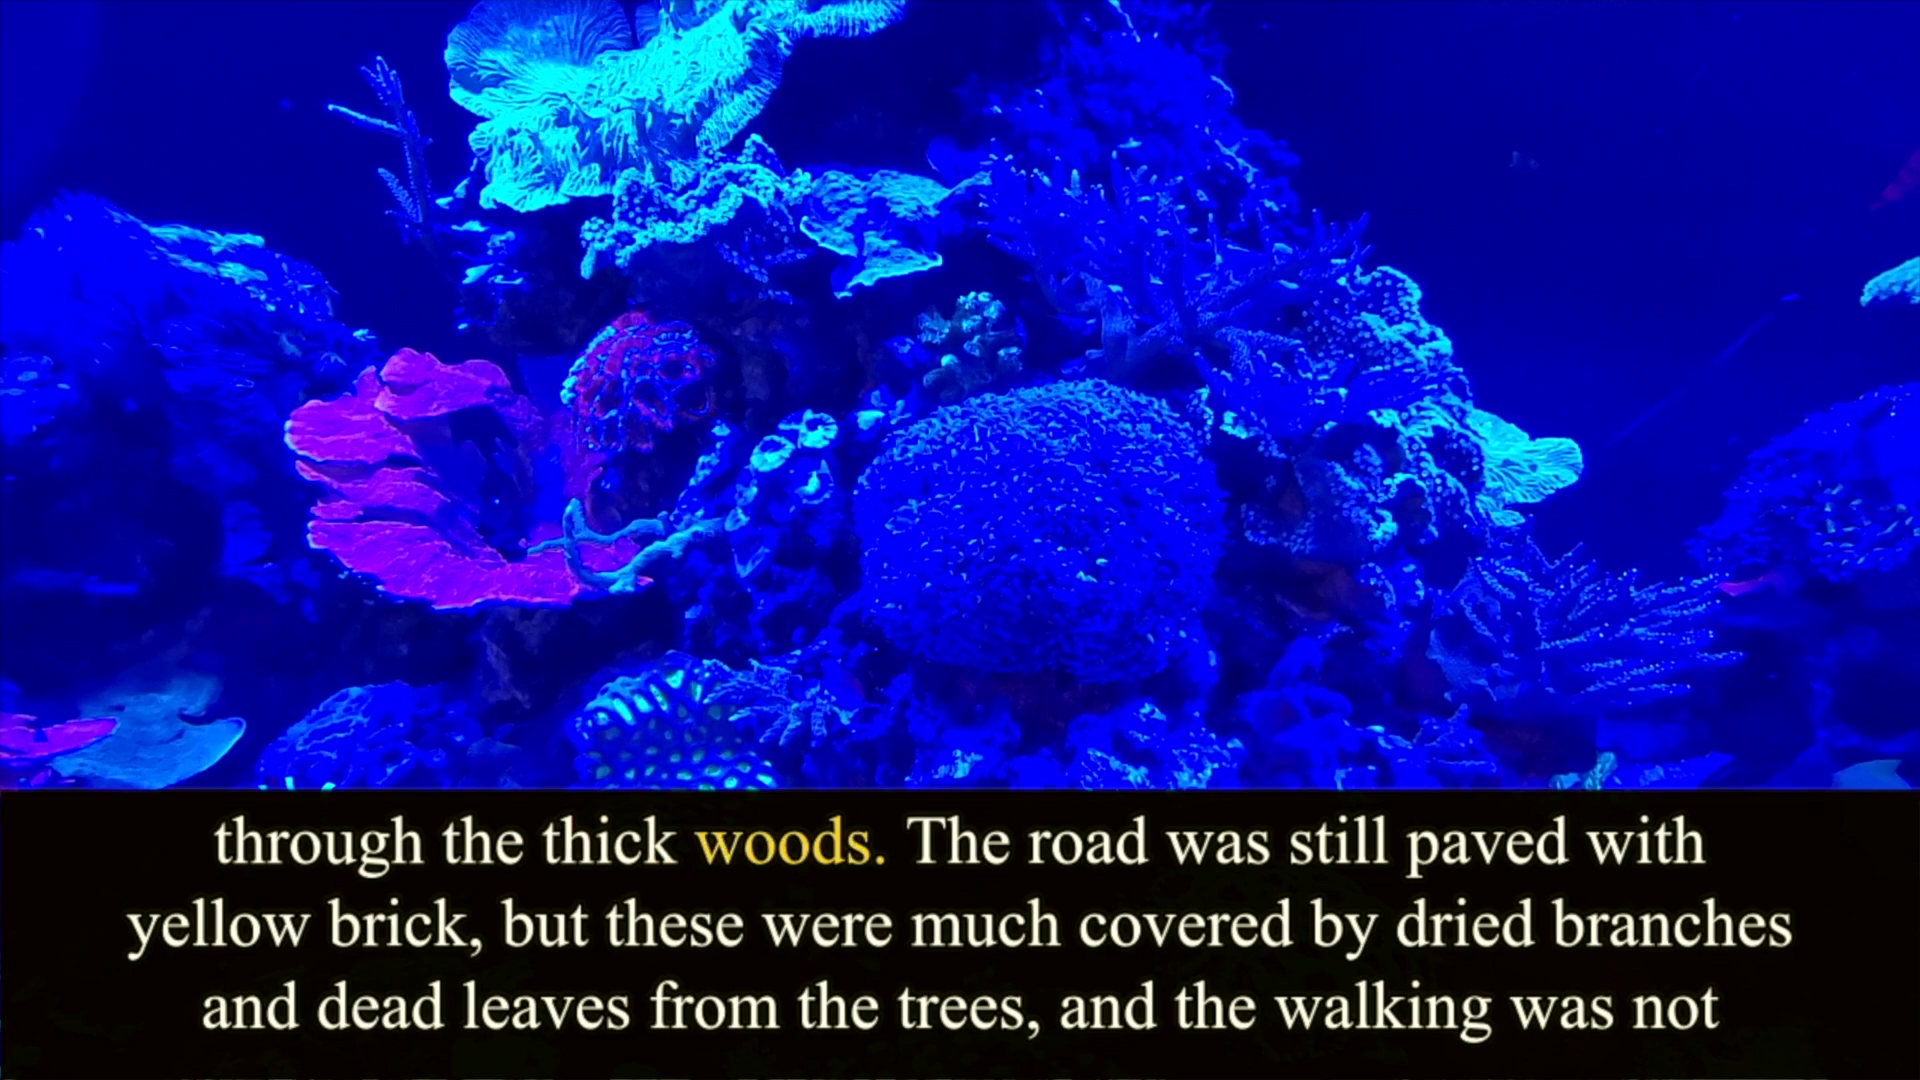 through the thick woods. The road was still paved with
yellow brick, but these were much covered by dried branches
and dead leaves from the trees, and the walking was not